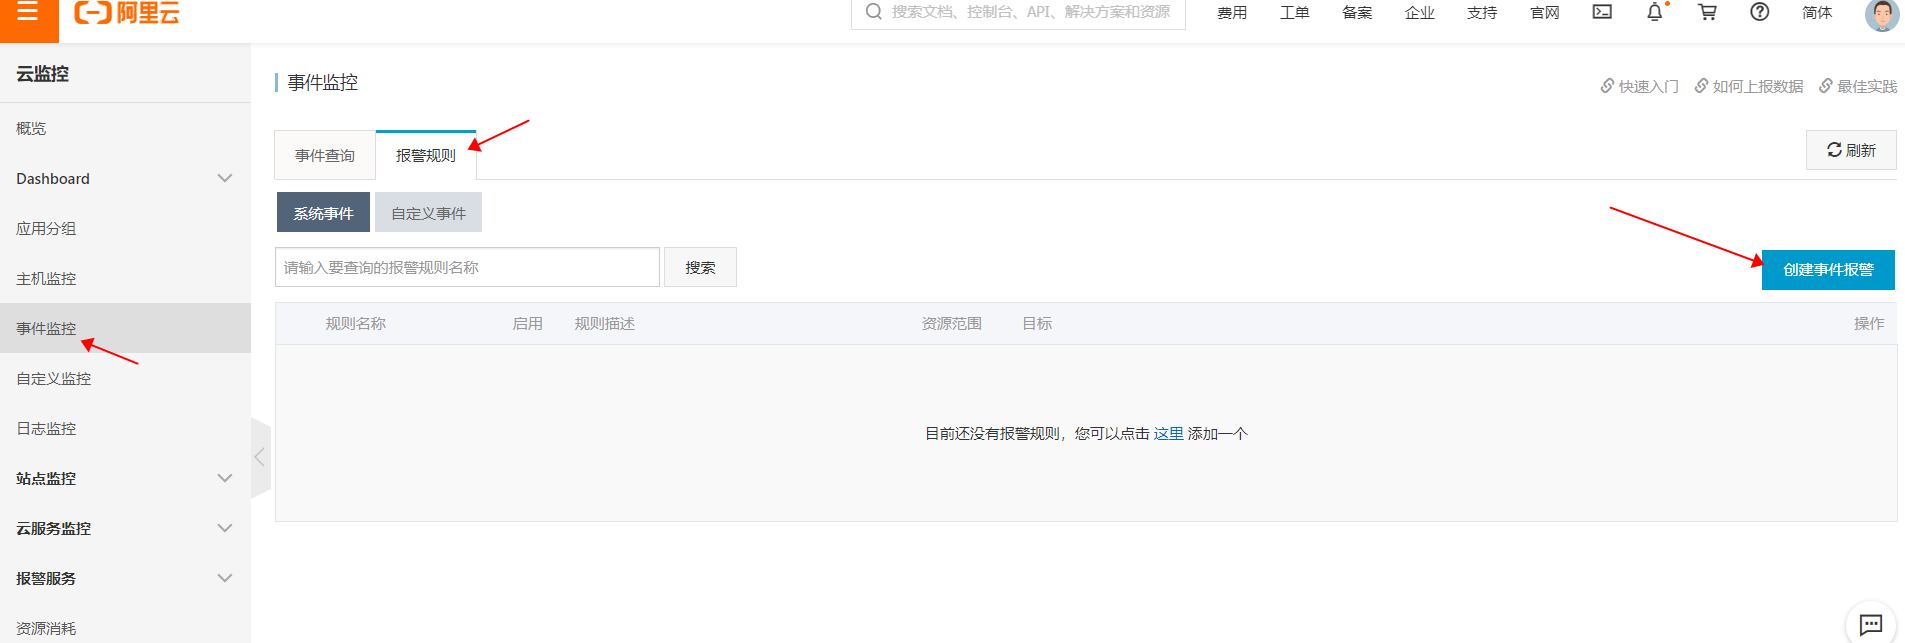 阿里云
搜索文档、控制台、API、解决方案和资源
费用 工单 备案 企业 支持 官网 简体
云监控
概览
Dashboard
应用分组
主机监控
事件监控
自定义监控
日志监控
站点监控
云服务监控
报警服务
资源消耗
事件监控
快速入门 如何上报数据 最佳实践
事件查询 报警规则
刷新
系统事件 自定义事件
请输入要查询的报警规则名称 搜索
创建事件报警
规则名称 启用 规则描述 资源范围 目标 操作
目前还没有报警规则，您可以点击 这里 添加一个